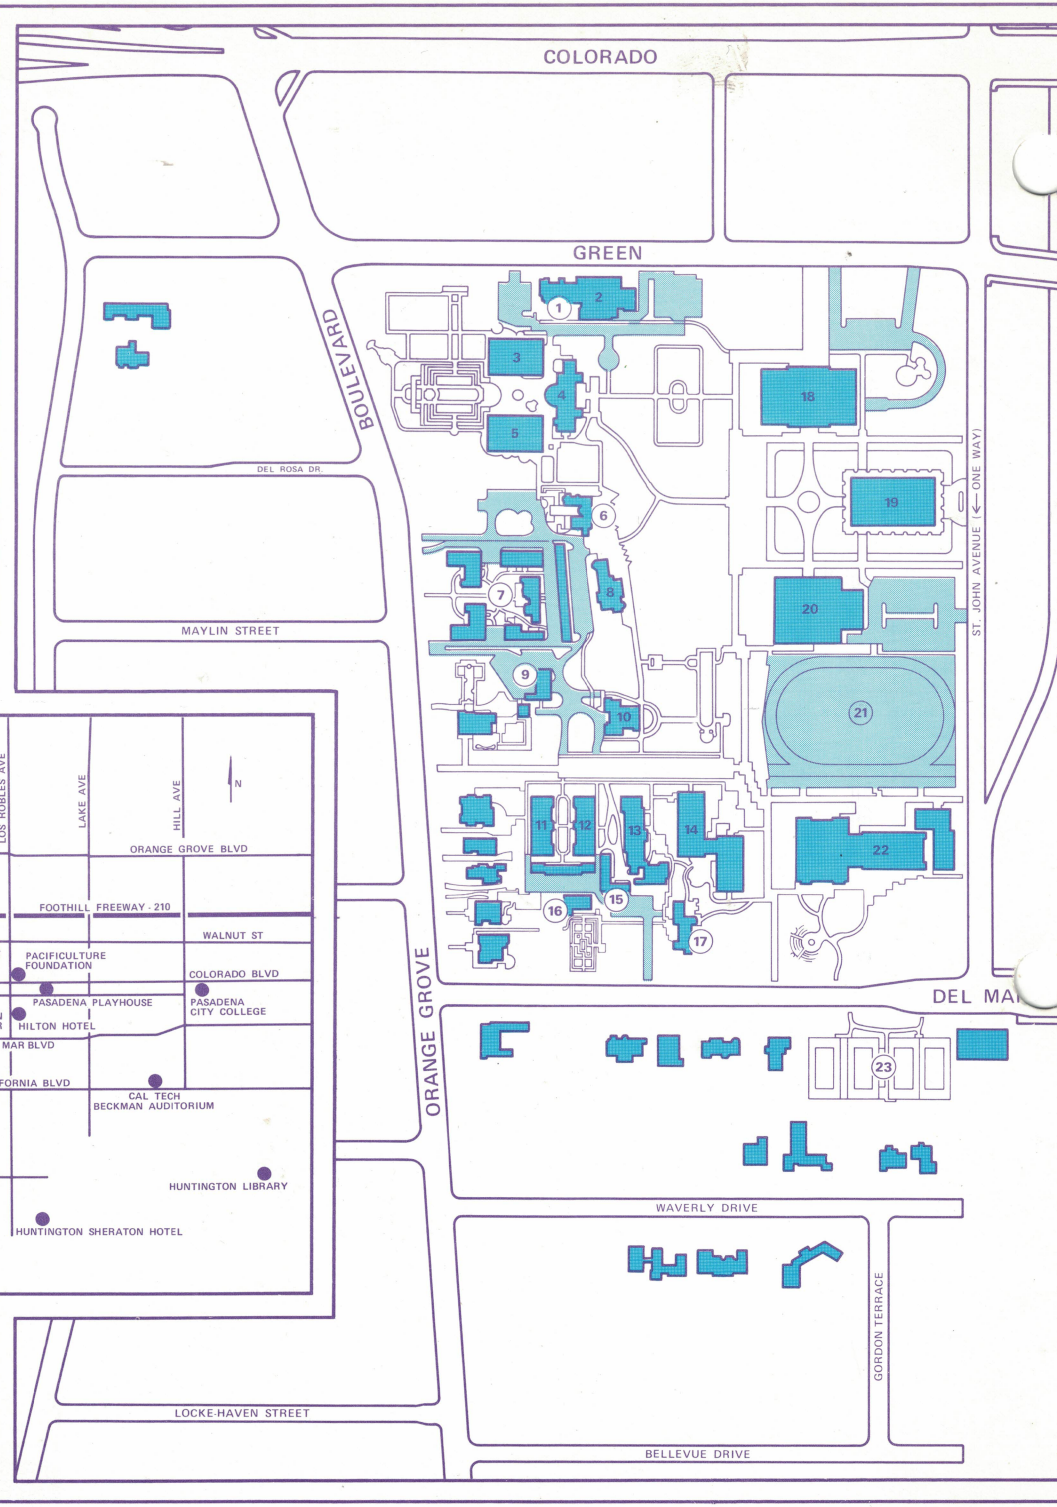 COLORADO
GREEN
BOULEVARD
1
2
3
4
5
18
DEL ROSA DR.
19
ST. JOHN AVENUE (← ONE WAY)
6
7
8
20
MAYLIN STREET
9
10
21
11
12
13
14
22
15
16
17
ORANGE GROVE
DEL MA
23
WAVERLY DRIVE
GORDON TERRACE
LOCKE-HAVEN STREET
BELLEVUE DRIVE
LOS ROBLES AVE
LAKE AVE
HILL AVE
N
ORANGE GROVE BLVD
FOOTHILL FREEWAY - 210
WALNUT ST
PACIFICULTURE
FOUNDATION
COLORADO BLVD
PASADENA PLAYHOUSE
PASADENA
CITY COLLEGE
HILTON HOTEL
MAR BLVD
FORNIA BLVD
CAL TECH
BECKMAN AUDITORIUM
HUNTINGTON LIBRARY
HUNTINGTON SHERATON HOTEL